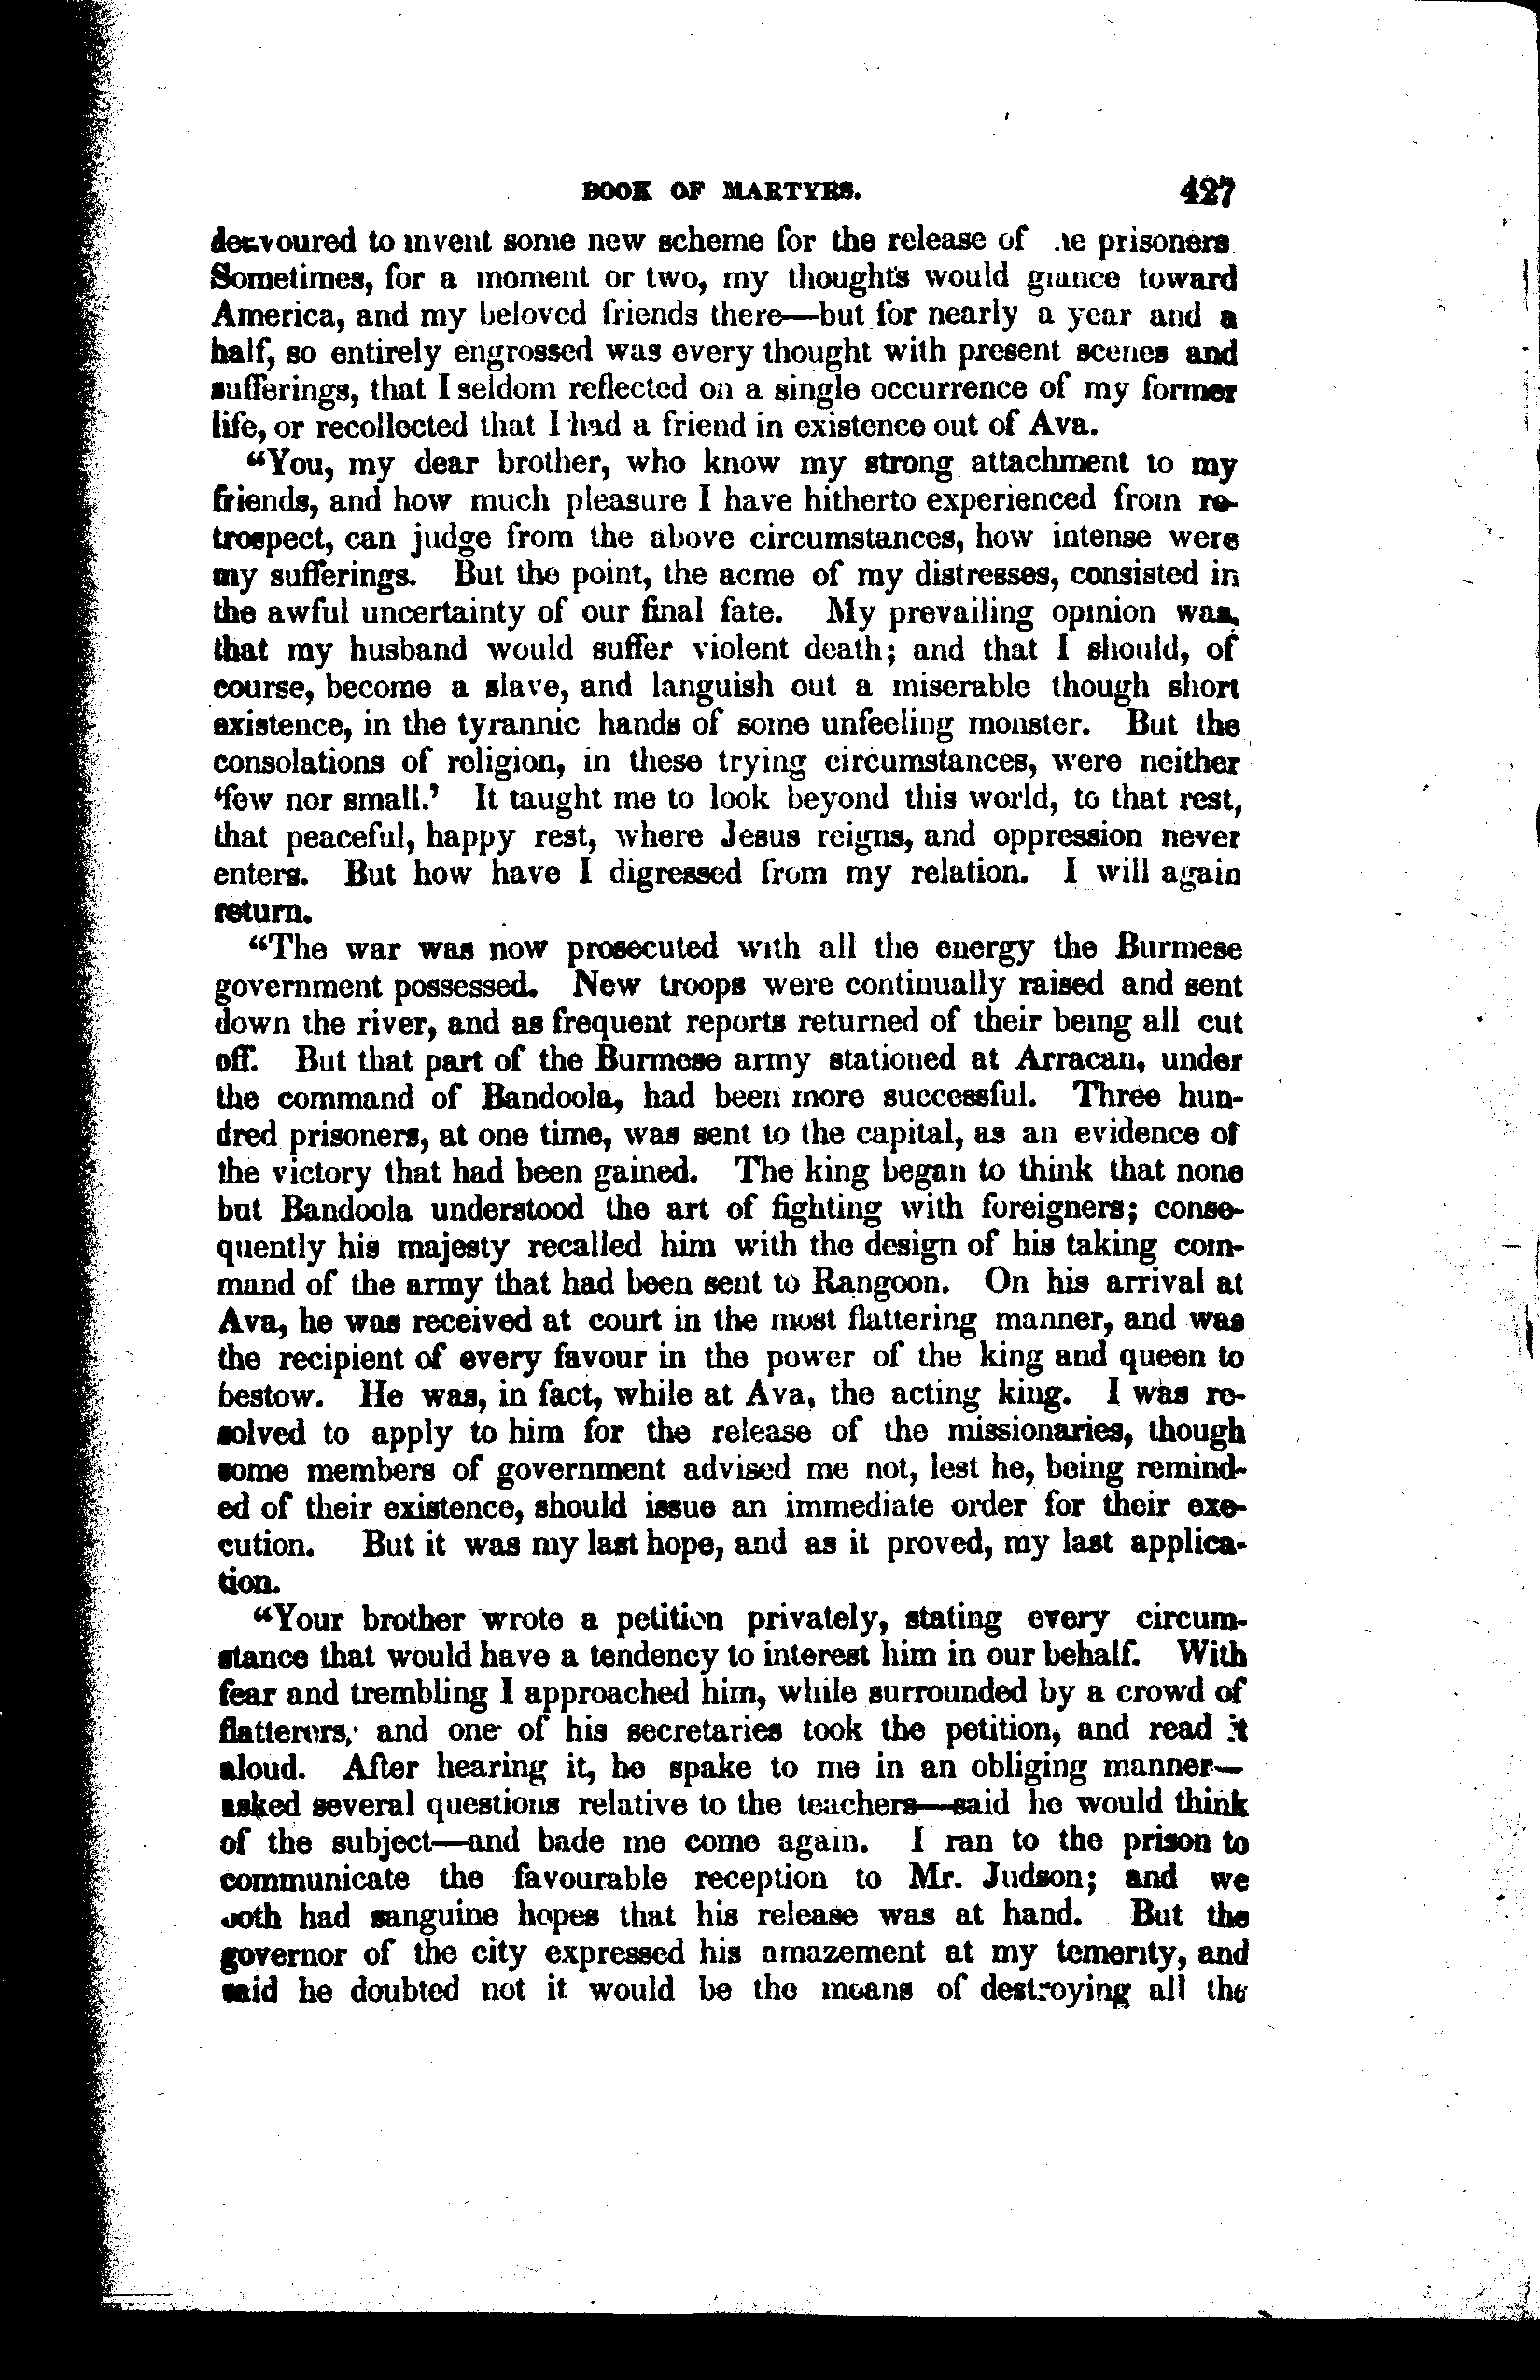 BOOK OF MARTYRS. 427
deavoured to invent some new scheme for the release of prisoners
Sometimes, for a moment or two, my thoughts would glance toward
America, and my beloved friends there—but for nearly a year and a
half, so entirely engrossed was every thought with present scenes and
sufferings, that I seldom reflected on a single occurrence of my former
life, or recollected that I had a friend in existence out of Ava.
“You, my dear brother, who know my strong attachment to my
friends, and how much pleasure I have hitherto experienced from re-
trospect, can judge from the above circumstances, how intense were
my sufferings. But the point, the acme of my distresses, consisted in
the awful uncertainty of our final fate. My prevailing opinion was,
that my husband would suffer violent death; and that I should, of
course, become a slave, and languish out a miserable though short
existence, in the tyrannic hands of some unfeeling monster. But the
consolations of religion, in these trying circumstances, were neither
‘few nor small.’ It taught me to look beyond this world, to that rest,
that peaceful, happy rest, where Jesus reigns, and oppression never
enters. But how have I digressed from my relation. I will again
return.
“The war was now prosecuted with all the energy the Burmese
government possessed. New troops were continually raised and sent
down the river, and as frequent reports returned of their being all cut
off. But that part of the Burmese army stationed at Arracan, under
the command of Bandoola, had been more successful. Three hun-
dred prisoners, at one time, was sent to the capital, as an evidence of
the victory that had been gained. The king began to think that none
but Bandoola understood the art of fighting with foreigners; conse-
quently his majesty recalled him with the design of his taking com-
mand of the army that had been sent to Rangoon. On his arrival at
Ava, he was received at court in the most flattering manner, and was
the recipient of every favour in the power of the king and queen to
bestow. He was, in fact, while at Ava, the acting king. I was re-
solved to apply to him for the release of the missionaries, though
some members of government advised me not, lest he, being remind-
ed of their existence, should issue an immediate order for their exe-
cution. But it was my last hope, and as it proved, my last applica-
tion.
“Your brother wrote a petition privately, stating every circum-
stance that would have a tendency to interest him in our behalf. With
fear and trembling I approached him, while surrounded by a crowd of
flatterers, and one of his secretaries took the petition, and read it
aloud. After hearing it, he spake to me in an obliging manner—
asked several questions relative to the teachers—said he would think
of the subject—and bade me come again. I ran to the prison to
communicate the favourable reception to Mr. Judson; and we
both had sanguine hopes that his release was at hand. But the
governor of the city expressed his amazement at my temerity, and
said he doubted not it would be the means of destroying all the